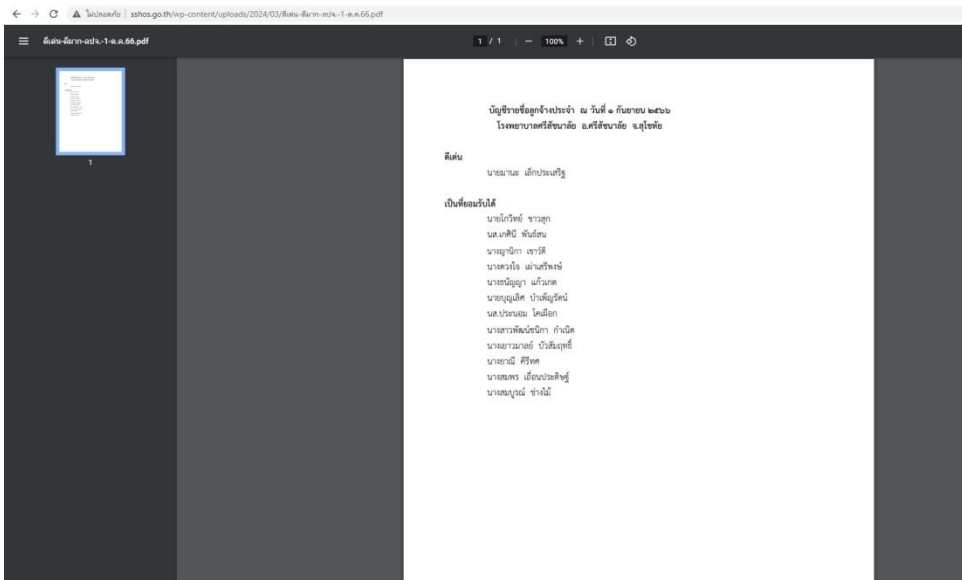 ไม่ปลอดภัย | sshos.go.th/wp-content/uploads/2024/03/ดีเด่น-ดีมาก-ลปจ.-1-ต.ค.66.pdf
ดีเด่น-ดีมาก-ลปจ.-1-ต.ค.66.pdf
1 / 1
100%
1
บัญชีรายชื่อลูกจ้างประจำ ณ วันที่ ๑ กันยายน ๒๕๖๖
โรงพยาบาลศรีสัชนาลัย อ.ศรีสัชนาลัย จ.สุโขทัย
ดีเด่น
นายมานะ เอ็กประเสริฐ
เป็นที่ยอมรับได้
นายโกวิทย์ ขาวสุก
นส.เกศินี พันธ์สน
นางญานิกา เชาว์ดี
นางดวงใจ เผ่าเสรีพงษ์
นางธนัญญา แก้วเกต
นายบุญเลิศ บำเพ็ญรัตน์
นส.ประนอม โคเผือก
นางสาวพัฒน์ชนิกา กำเนิด
นางเยาวมาลย์ บัวสัมฤทธิ์
นางยาณี ศีรีทศ
นางสมพร เถื่อนประดิษฐ์
นางสมบูรณ์ ช่างไม้